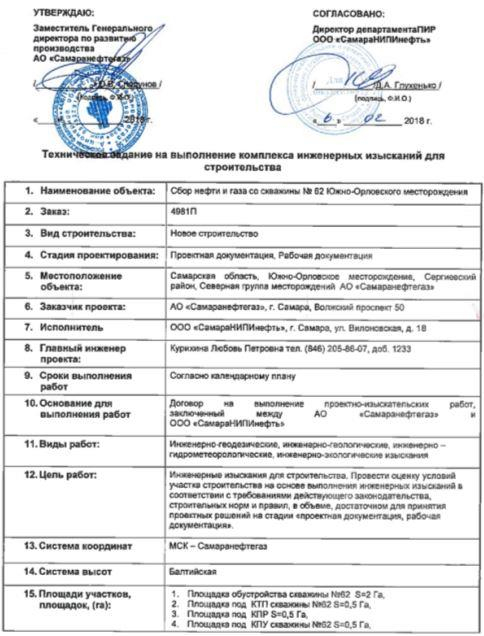 УТВЕРЖДАЮ:
Заместитель Генерального
директора по развитию
производства
АО «Самаранефтегаз»
(подпись, Ф.И.О.)
2018 г.
СОГЛАСОВАНО:
Директор департаментаПИР
ООО «СамараНИПИнефть»
/Д.А. Глухенько /
(подпись, Ф.И.О.)
« 6 » 02 2018 г.
Техническое задание на выполнение комплекса инженерных изысканий для
строительства
1. Наименование объекта: Сбор нефти и газа со скважины № 62 Южно-Орловского месторождения
2. Заказ: 4981П
3. Вид строительства: Новое строительство
4. Стадия проектирования: Проектная документация, Рабочая документация
5. Местоположение объекта: Самарская область, Южно-Орловское месторождение, Сергиевский
район, Северная группа месторождений АО «Самаранефтегаз»
6. Заказчик проекта: АО «Самаранефтегаз», г. Самара, Волжский проспект 50
7. Исполнитель ООО «СамараНИПИнефть», г. Самара, ул. Вилоновская, д. 18
8. Главный инженер проекта: Курихина Любовь Петровна тел. (846) 205-86-07, доб. 1233
9. Сроки выполнения работ Согласно календарному плану
10. Основание для выполнения работ Договор на выполнение проектно-изыскательских работ,
заключенный между АО «Самаранефтегаз» и
ООО «СамараНИПИнефть»
11. Виды работ: Инженерно-геодезические, инженерно-геологические, инженерно –
гидрометеорологические, инженерно-экологические изыскания
12. Цель работ: Инженерные изыскания для строительства. Провести оценку условий
участка строительства на основе выполнения инженерных изысканий в
соответствии с требованиями действующего законодательства,
строительных норм и правил, в объеме, достаточном для принятия
проектных решений на стадии «проектная документация, рабочая
документация».
13. Система координат МСК – Самаранефтегаз
14. Система высот Балтийская
15. Площади участков, площадок, (га): 1. Площадка обустройства скважины №62 S=2 Га,
2. Площадка под КТП скважины №62 S=0,5 Га,
3. Площадка под КПР S=0,5 Га,
4. Площадка под КПУ скважины №62 S=0,5 Га,